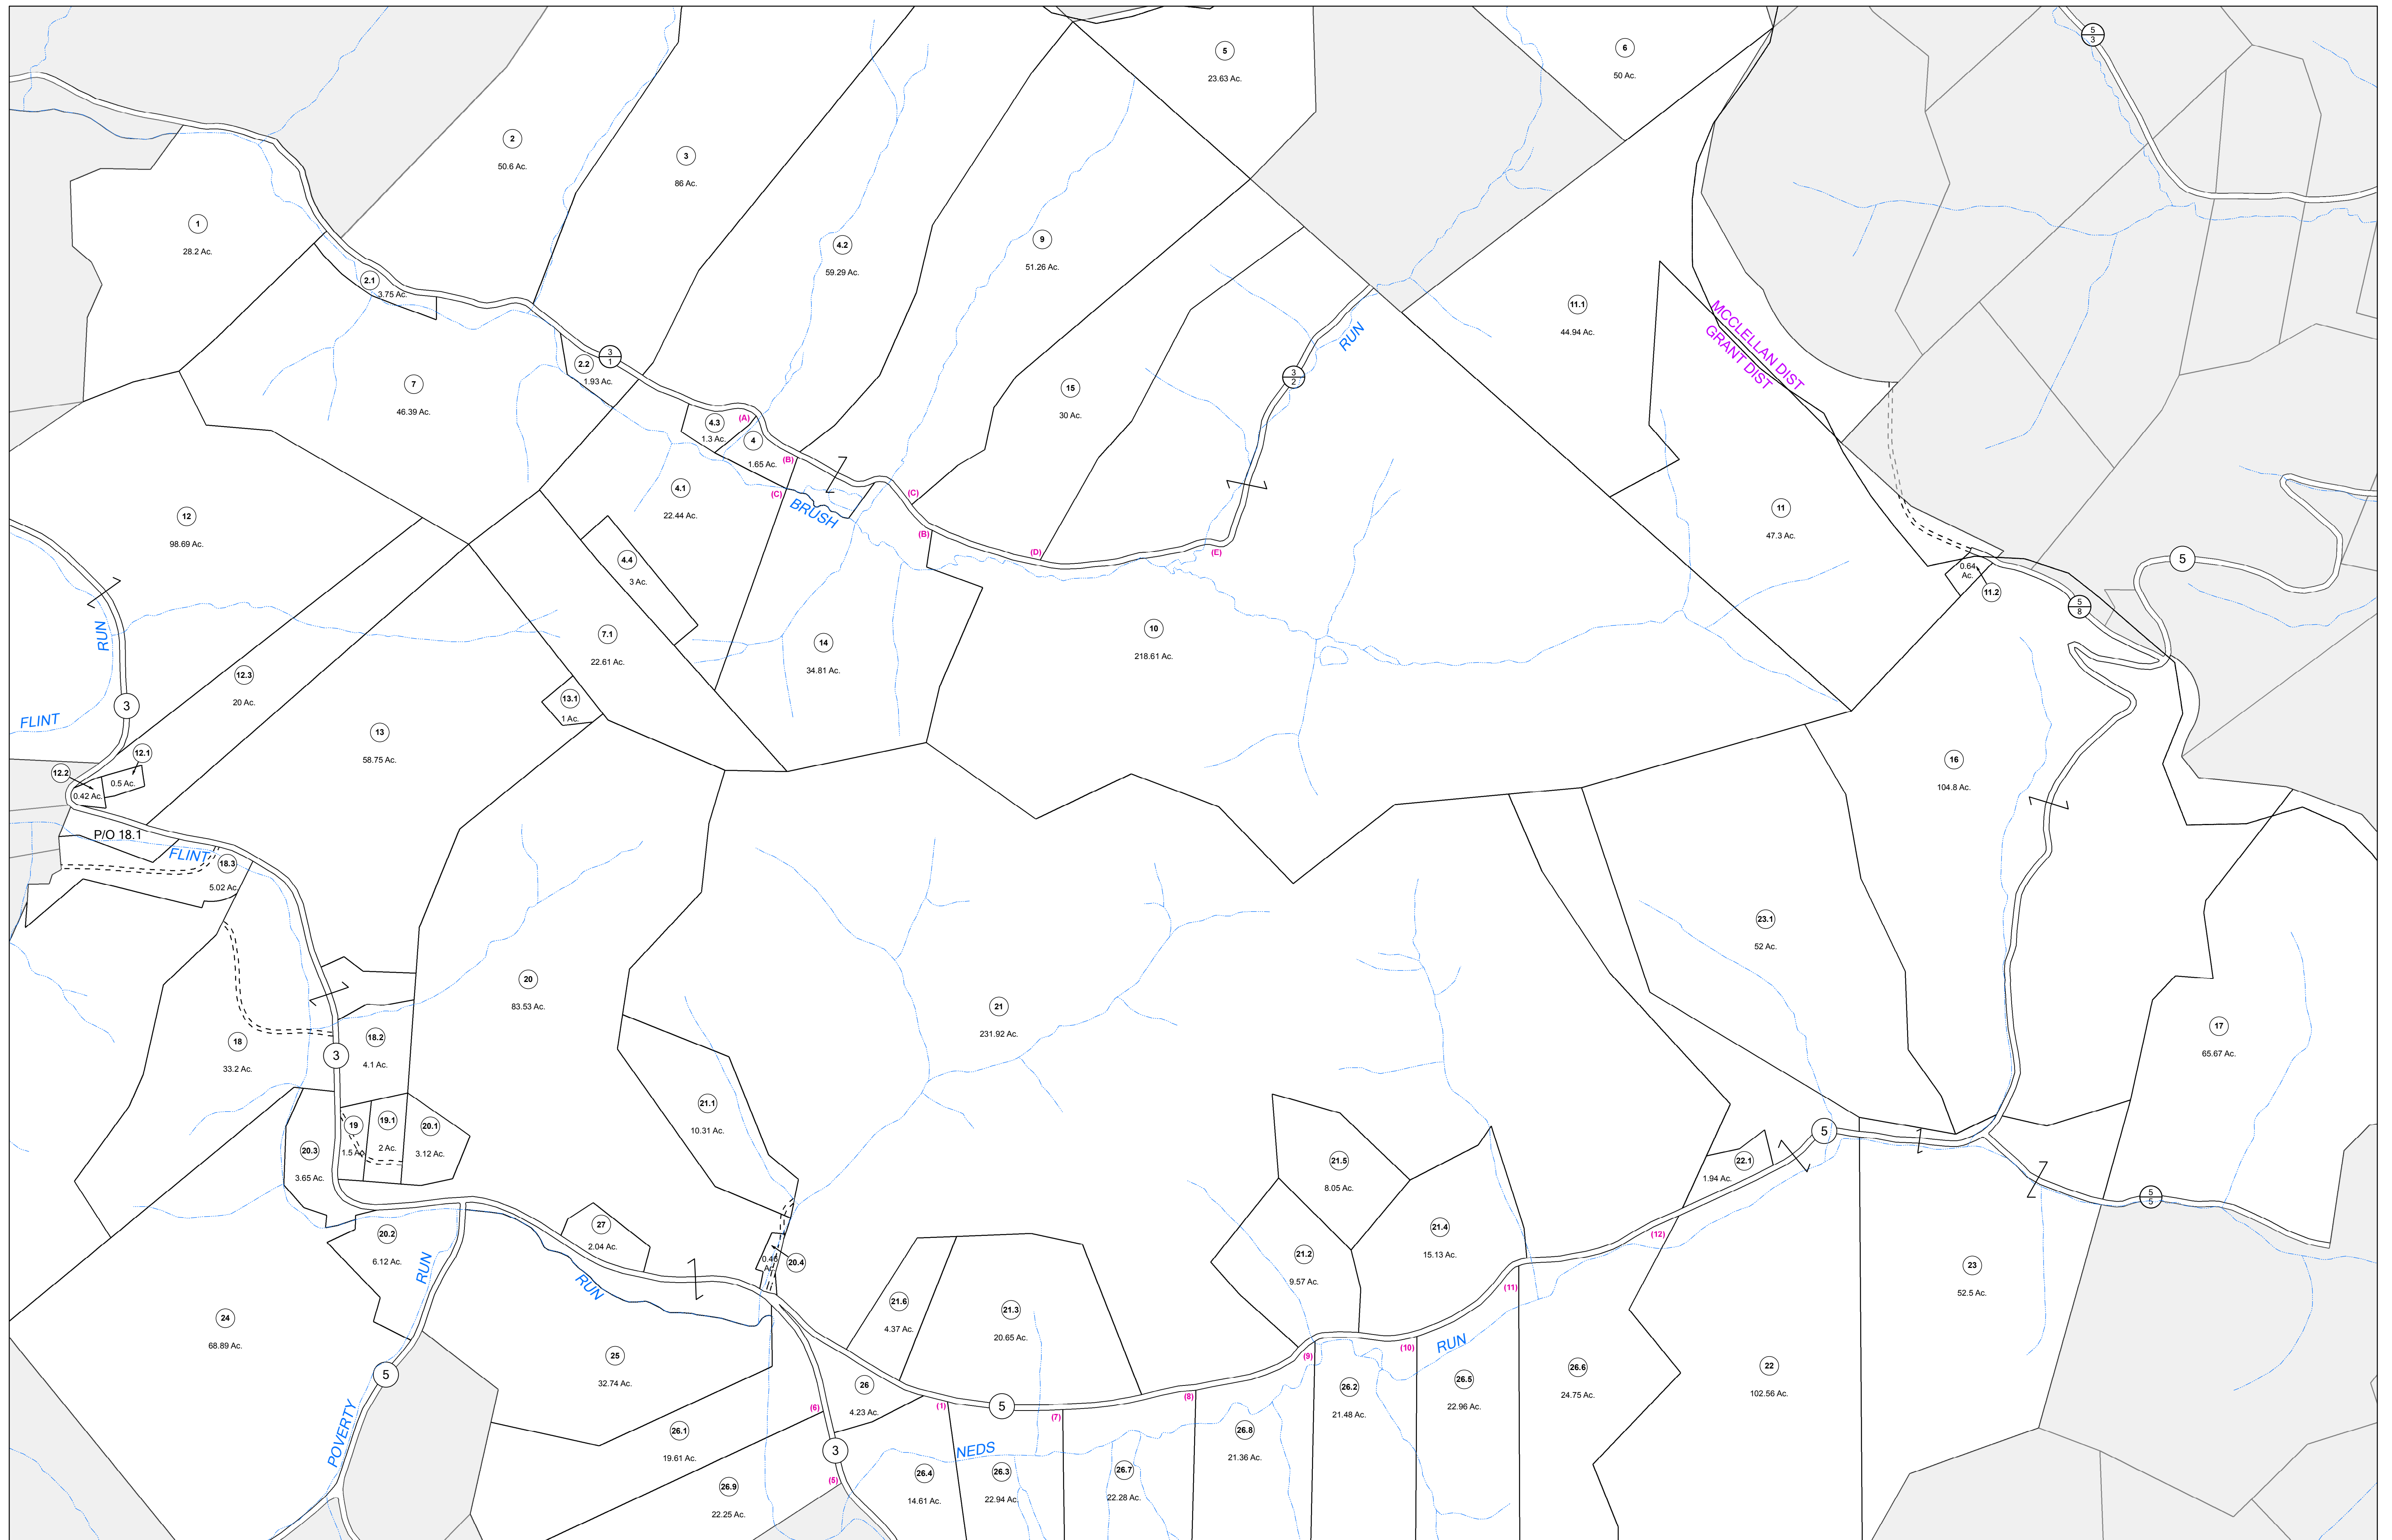 5
3
5
23.63 Ac.
6
50 Ac.
2
50.6 Ac.
3
86 Ac.
1
28.2 Ac.
4.2
59.29 Ac.
9
51.26 Ac.
2.1
3.75 Ac.
11.1
44.94 Ac.
MCCLELLAN DIST
GRANT DIST
RUN
3
1
2.2
1.93 Ac.
3
2
7
46.39 Ac.
15
30 Ac.
4.3
1.3 Ac.
(A)
4
1.65 Ac.
(B)
4.1
22.44 Ac.
(C)
BRUSH
(C)
(B)
(D)
(E)
11
47.3 Ac.
12
98.69 Ac.
4.4
3 Ac.
0.64
Ac.
11.2
5
5
8
RUN
7.1
22.61 Ac.
14
34.81 Ac.
10
218.61 Ac.
12.3
20 Ac.
13.1
1 Ac.
3
FLINT
13
58.75 Ac.
12.1
0.5 Ac.
12.2
0.42 Ac.
16
104.8 Ac.
P/O 18.1
FLINT
18.3
5.02 Ac.
23.1
52 Ac.
20
83.53 Ac.
21
231.92 Ac.
17
65.67 Ac.
18
33.2 Ac.
18.2
4.1 Ac.
3
21.1
10.31 Ac.
19
1.5 Ac.
19.1
2 Ac.
20.1
3.12 Ac.
20.3
3.65 Ac.
21.5
8.05 Ac.
5
22.1
1.94 Ac.
5
5
20.2
6.12 Ac.
27
2.04 Ac.
RUN
RUN
0.46
Ac.
20.4
21.2
9.57 Ac.
21.4
15.13 Ac.
(12)
23
52.5 Ac.
(11)
21.6
4.37 Ac.
21.3
20.65 Ac.
24
68.89 Ac.
25
32.74 Ac.
5
26
4.23 Ac.
(9)
(10)
RUN
26.2
21.48 Ac.
26.5
22.96 Ac.
26.6
24.75 Ac.
22
102.56 Ac.
(6)
(1)
5
(7)
(8)
POVERTY
26.1
19.61 Ac.
3
NEDS
26.8
21.36 Ac.
(5)
26.9
22.25 Ac.
26.4
14.61 Ac.
26.3
22.94 Ac.
26.7
22.28 Ac.